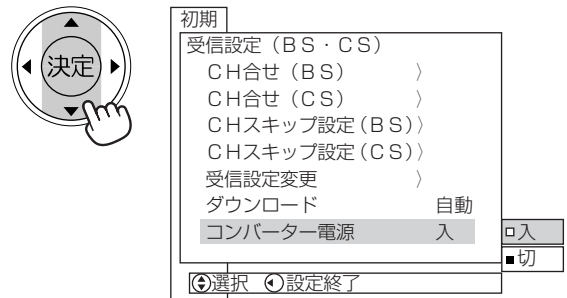 決定
初期
受信設定（ＢＳ・ＣＳ）
ＣＨ合せ（ＢＳ） 〉
ＣＨ合せ（ＣＳ） 〉
ＣＨスキップ設定（ＢＳ）〉
ＣＨスキップ設定（ＣＳ）〉
受信設定変更 〉
ダウンロード 自動
コンバーター電源 入
入
切
選択 設定終了